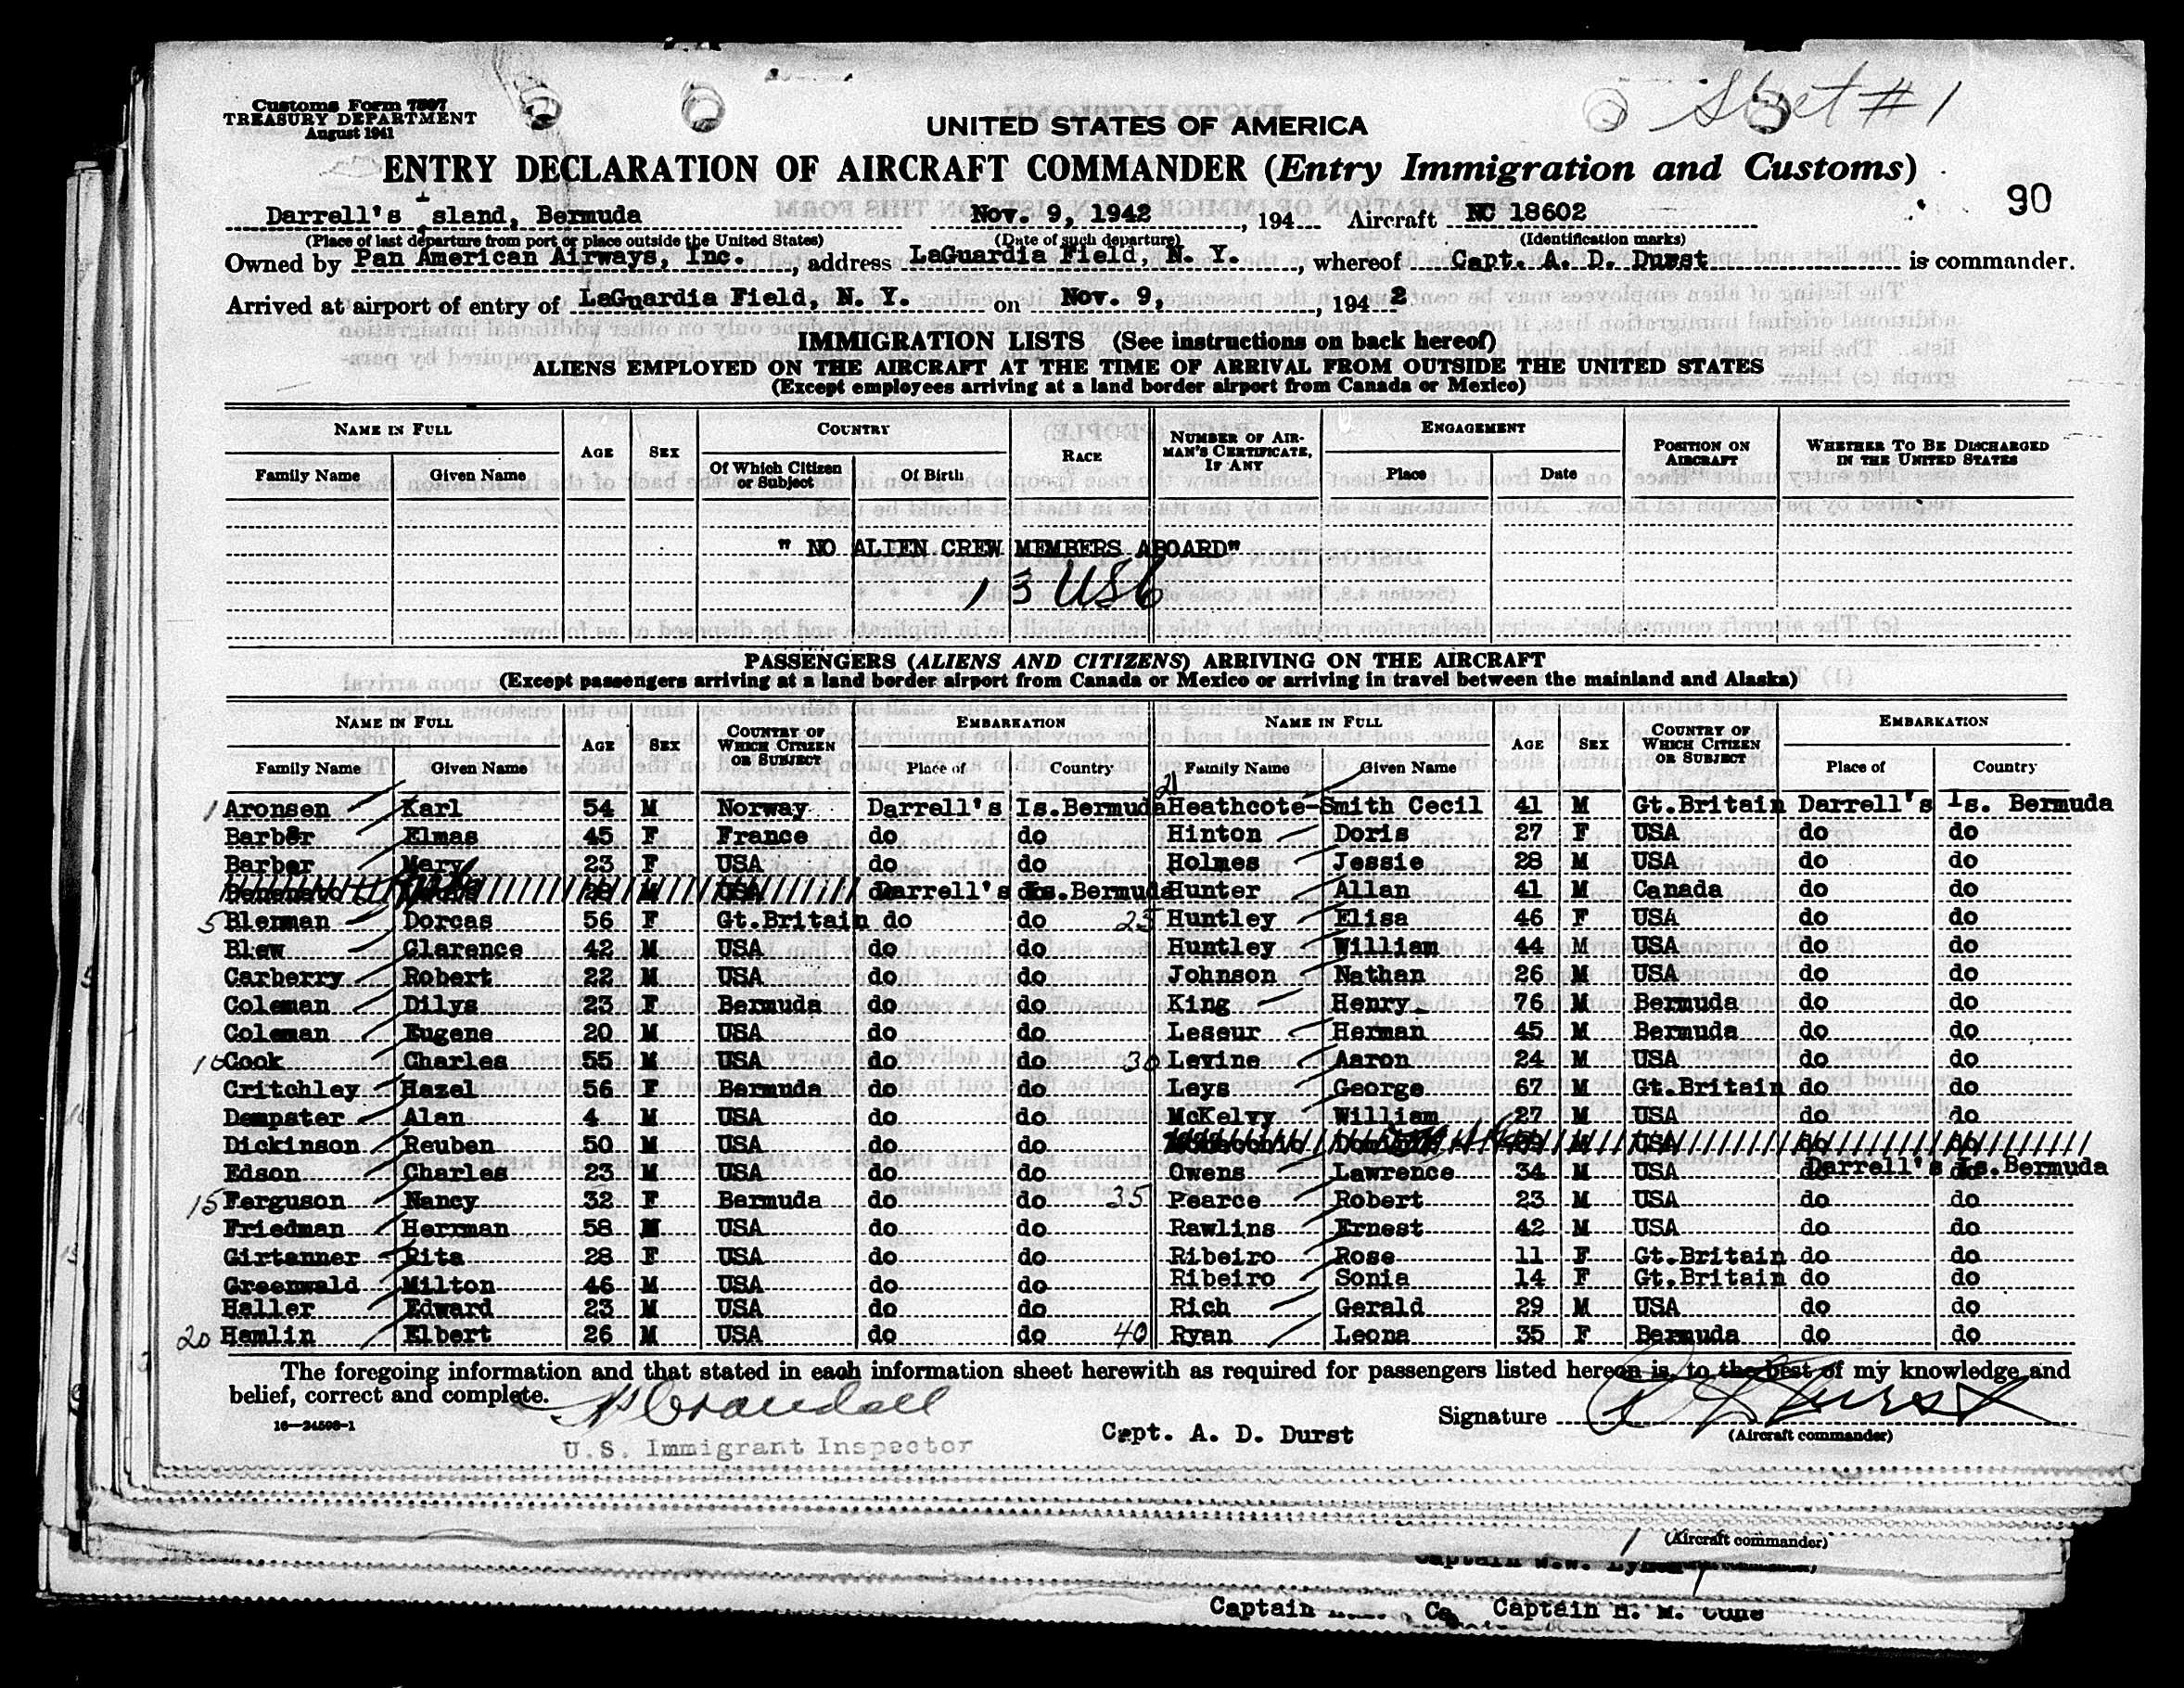 Sheet #1
Customs Form 7507
TREASURY DEPARTMENT
August 1941
UNITED STATES OF AMERICA
ENTRY DECLARATION OF AIRCRAFT COMMANDER (Entry Immigration and Customs)
90
Darrell's Island, Bermuda Nov. 9, 1942, 194 Aircraft NC 18602
(Place of last departure from port or place outside the United States) (Date of such departure) (Identification marks)
Owned by Pan American Airways, Inc. , address LaGuardia Field, N. Y. , whereof Capt. A. D. Durst is commander.
Arrived at airport of entry of LaGuardia Field, N. Y. on Nov. 9, , 194 2
IMMIGRATION LISTS (See instructions on back hereof)
ALIENS EMPLOYED ON THE AIRCRAFT AT THE TIME OF ARRIVAL FROM OUTSIDE THE UNITED STATES
(Except employees arriving at a land border airport from Canada or Mexico)
NAME IN FULL AGE SEX COUNTRY RACE NUMBER OF AIRMAN'S CERTIFICATE, IF ANY ENGAGEMENT POSITION ON AIRCRAFT WHETHER TO BE DISCHARGED IN THE UNITED STATES
Family Name Given Name Of Which Citizen or Subject Of Birth Place Date
" NO ALIEN CREW MEMBERS ABOARD"
13 USC
PASSENGERS (ALIENS AND CITIZENS) ARRIVING ON THE AIRCRAFT
(Except passengers arriving at a land border airport from Canada or Mexico or arriving in travel between the mainland and Alaska)
NAME IN FULL AGE SEX COUNTRY OF WHICH CITIZEN OR SUBJECT EMBARKATION NAME IN FULL AGE SEX COUNTRY OF WHICH CITIZEN OR SUBJECT EMBARKATION
Family Name Given Name Place of Country Family Name Given Name Place of Country
1 Aronsen Karl 54 M Norway Darrell's Is.Bermuda 21 Heathcote-Smith Cecil 41 M Gt.Britain Darrell's Is. Bermuda
Barber Elmas 45 F France do do Hinton Doris 27 F USA do do
Barber Mary 23 F USA do do Holmes Jessie 28 M USA do do
USA Darrell's Is.Bermuda Hunter Allan 41 M Canada do do
5 Blenman Dorcas 56 F Gt.Britain do do 25 Huntley Elisa 46 F USA do do
Blew Clarence 42 M USA do do Huntley William 44 M USA do do
Carberry Robert 22 M USA do do Johnson Nathan 26 M USA do do
Coleman Dilys 23 F Bermuda do do King Henry 76 M Bermuda do do
Coleman Eugene 20 M USA do do Leseur Herman 45 M Bermuda do do
10 Cook Charles 55 M USA do do 30 Levine Aaron 24 M USA do do
Critchley Hazel 56 F Bermuda do do Leys George 67 M Gt.Britain do do
Dempster Alan 4 M USA do do McKelvy William 27 M USA do do
Dickinson Reuben 50 M USA do do USA do do
Edson Charles 23 M USA do do Owens Lawrence 34 M USA Darrell's Is.Bermuda
15 Ferguson Nancy 32 F Bermuda do do 35 Pearce Robert 23 M USA do do
Friedman Herrman 58 M USA do do Rawlins Ernest 42 M USA do do
Girtanner Rita 28 F USA do do Ribeiro Rose 11 F Gt.Britain do do
Greenwald Milton 46 M USA do do Ribeiro Sonia 14 F Gt.Britain do do
Haller Edward 23 M USA do do Rich Gerald 29 M USA do do
20 Hamlin Elbert 26 M USA do do 40 Ryan Leona 35 F Bermuda do do
The foregoing information and that stated in each information sheet herewith as required for passengers listed hereon is, to the best of my knowledge and
belief, correct and complete.
16—24598-1
Crandall
U.S. Immigrant Inspector
Capt. A. D. Durst
Signature A D Durst
(Aircraft commander)
(Aircraft commander)
Captain W.W.
Captain Captain H. M.